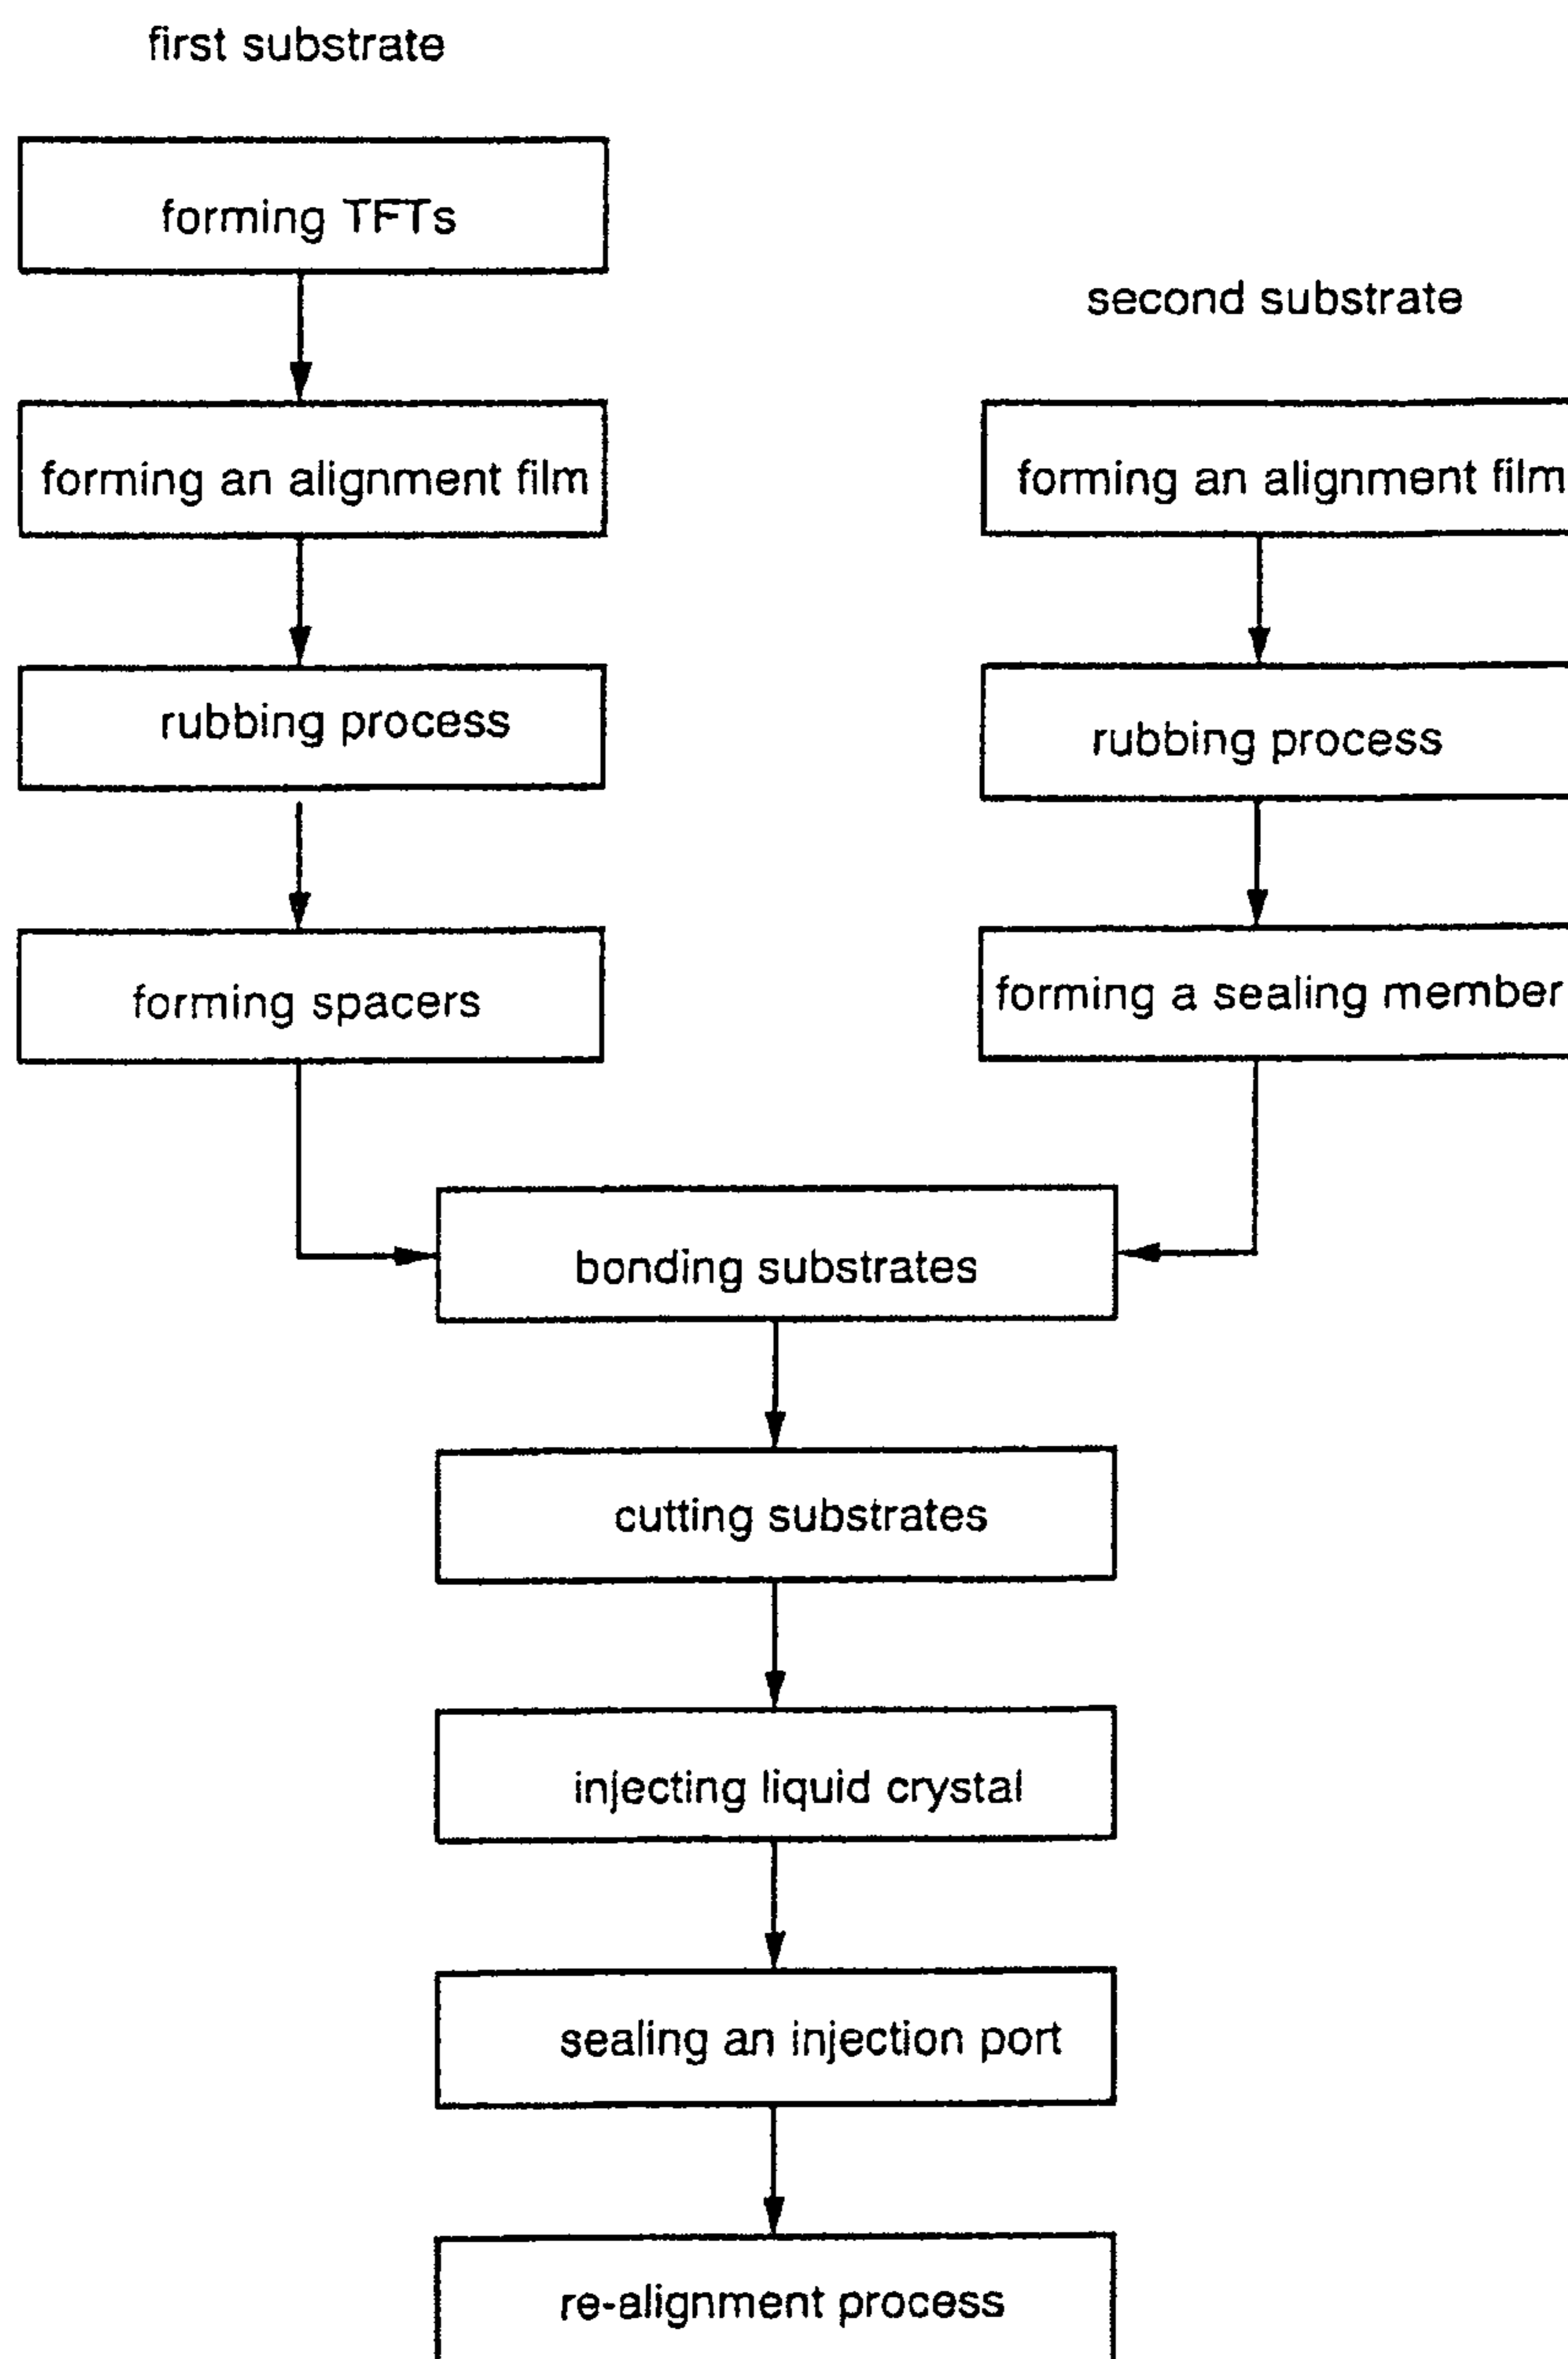 first substrate
forming TFTs
forming an alignment film
rubbing process
forming spacers
second substrate
forming an alignment film
rubbing process
forming a sealing member
bonding substrates
cutting substrates
injecting liquid crystal
sealing an injection port
re-alignment process